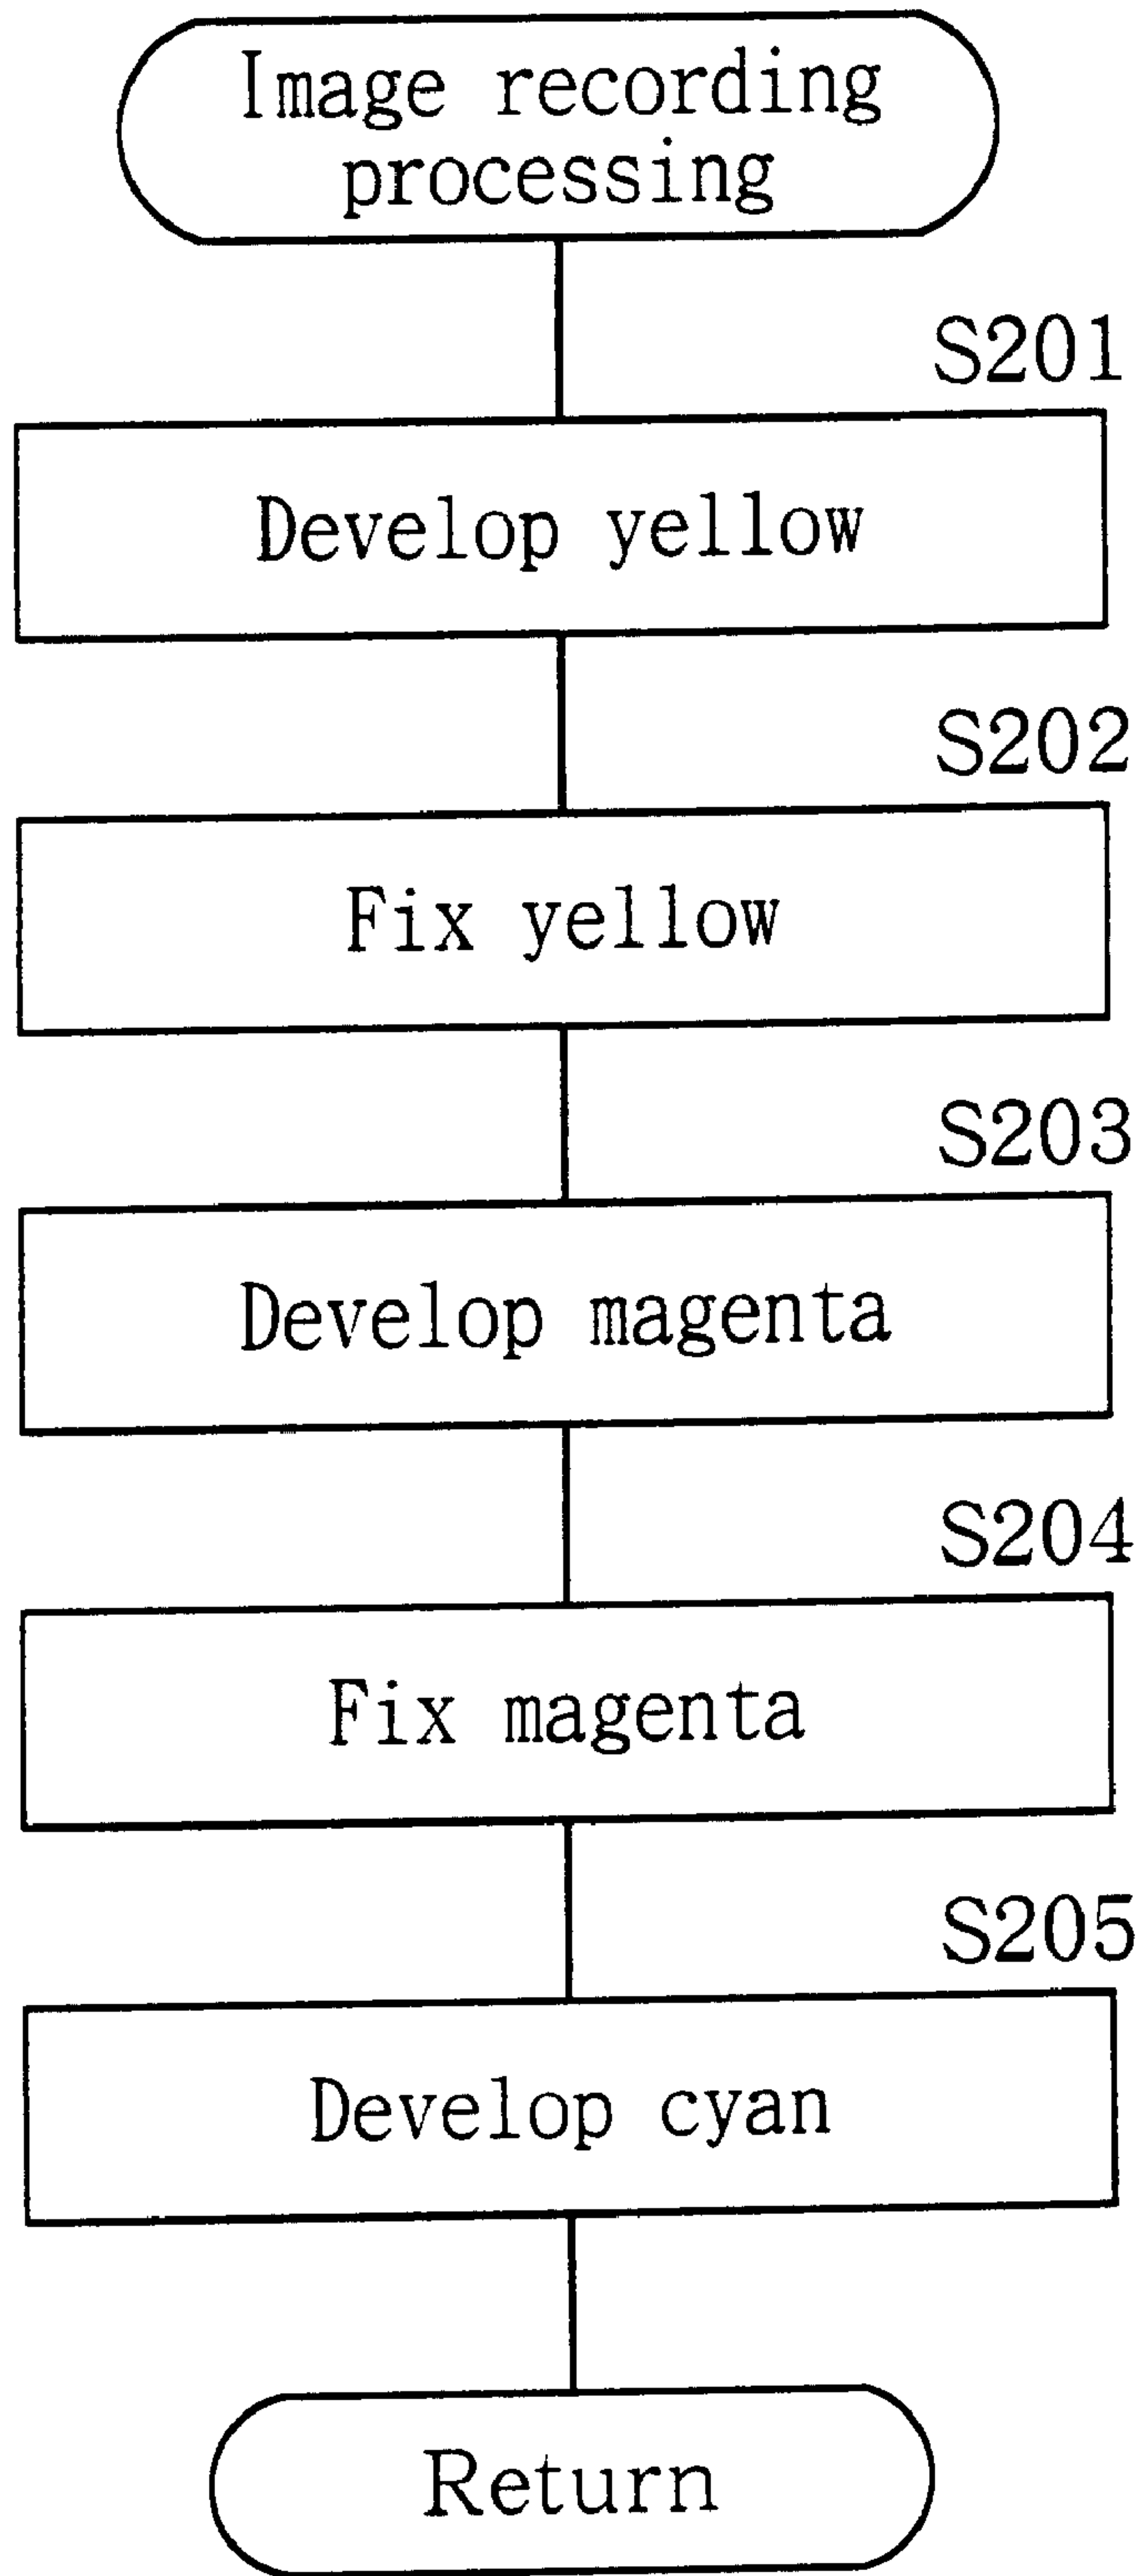 Image recording
processing
S201
Develop yellow
S202
Fix yellow
S203
Develop magenta
S204
Fix magenta
S205
Develop cyan
Return